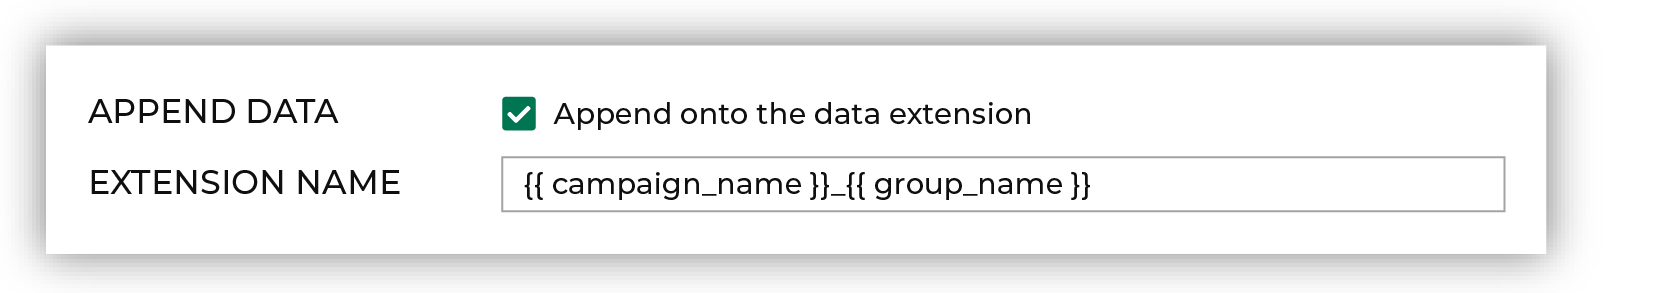 APPEND DATA Append onto the data extension
EXTENSION NAME {{ campaign_name }}_{{ group_name }}